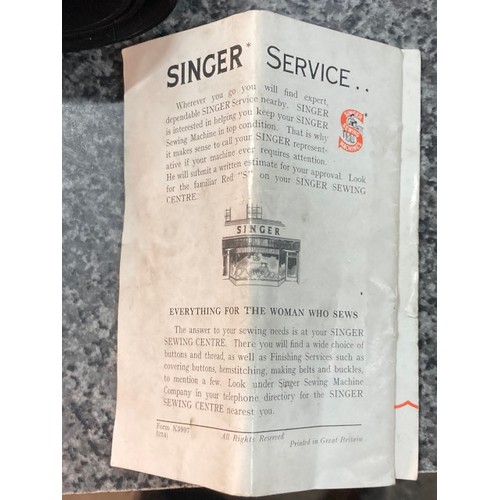 SINGER* SERVICE..
Wherever you go you will find expert,
dependable SINGER Service nearby. SINGER
is interested in helping you keep your SINGER
Sewing Machine in top condition. That is why
it makes sense to call your SINGER represent-
ative if your machine ever requires attention.
He will submit a written estimate for your approval. Look
for the familiar Red "S" on your SINGER SEWING
CENTRE.
SINGER
EVERYTHING FOR THE WOMAN WHO SEWS
The answer to your sewing needs is at your SINGER
SEWING CENTRE. There you will find a wide choice of
buttons and thread, as well as Finishing Services such as
covering buttons, hemstitching, making belts and buckles,
to mention a few. Look under Singer Sewing Machine
Company in your telephone directory for the SINGER
SEWING CENTRE nearest you.
Form K3997
All Rights Reserved
Printed in Great Britain